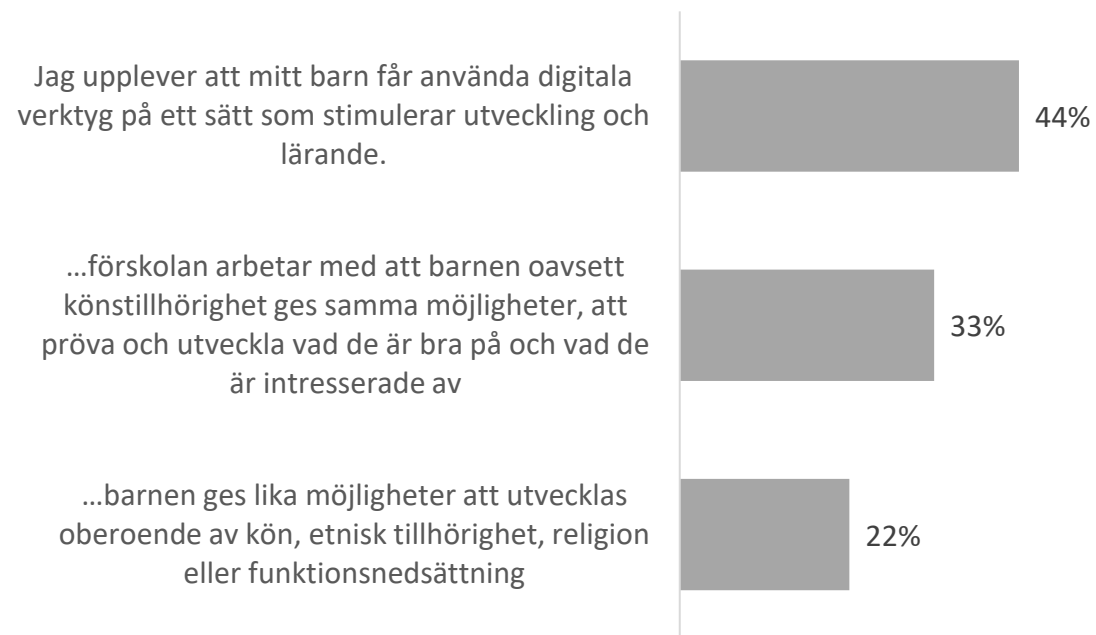 Jag upplever att mitt barn får använda digitala
verktyg på ett sätt som stimulerar utveckling och
lärande.
44%
…förskolan arbetar med att barnen oavsett
könstillhörighet ges samma möjligheter, att
pröva och utveckla vad de är bra på och vad de
är intresserade av
33%
…barnen ges lika möjligheter att utvecklas
oberoende av kön, etnisk tillhörighet, religion
eller funktionsnedsättning
22%